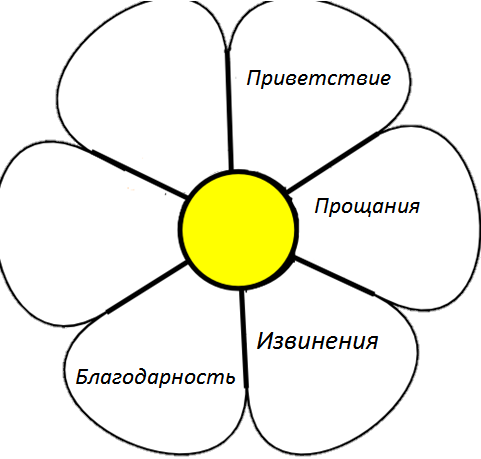 Приветствие
Прощания
Извинения
Благодарность